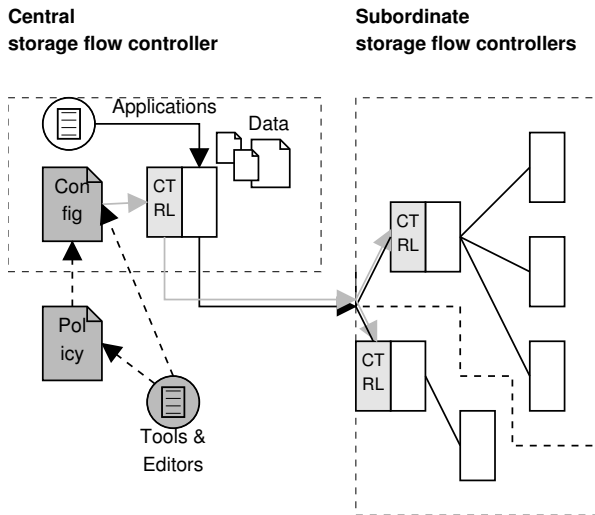 Central
storage flow controller
Subordinate
storage flow controllers
Applications
Data
Con
fig
CT
RL
CT
RL
Pol
icy
CT
RL
Tools &
Editors